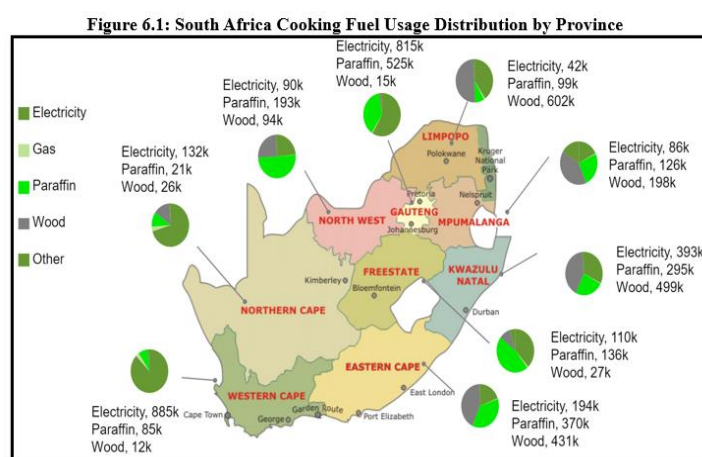 Figure 6.1: South Africa Cooking Fuel Usage Distribution by Province
Electricity
Gas
Paraffin
Wood
Other
Electricity, 90k
Paraffin, 193k
Wood, 94k
Electricity, 815k
Paraffin, 525k
Wood, 15k
Electricity, 42k
Paraffin, 99k
Wood, 602k
Electricity, 132k
Paraffin, 21k
Wood, 26k
Electricity, 86k
Paraffin, 126k
Wood, 198k
LIMPOPO
Polokwane
Kruger
National
Park
Pretoria
Nelspruit
NORTH WEST
GAUTENG
MPUMALANGA
Johannesburg
Electricity, 393k
Paraffin, 295k
Wood, 499k
FREESTATE
KWAZULU
NATAL
Kimberley
Bloemfontein
NORTHERN CAPE
Durban
Electricity, 110k
Paraffin, 136k
Wood, 27k
EASTERN CAPE
WESTERN CAPE
East London
Cape Town
George
Garden Route
Port Elizabeth
Electricity, 885k
Paraffin, 85k
Wood, 12k
Electricity, 194k
Paraffin, 370k
Wood, 431k